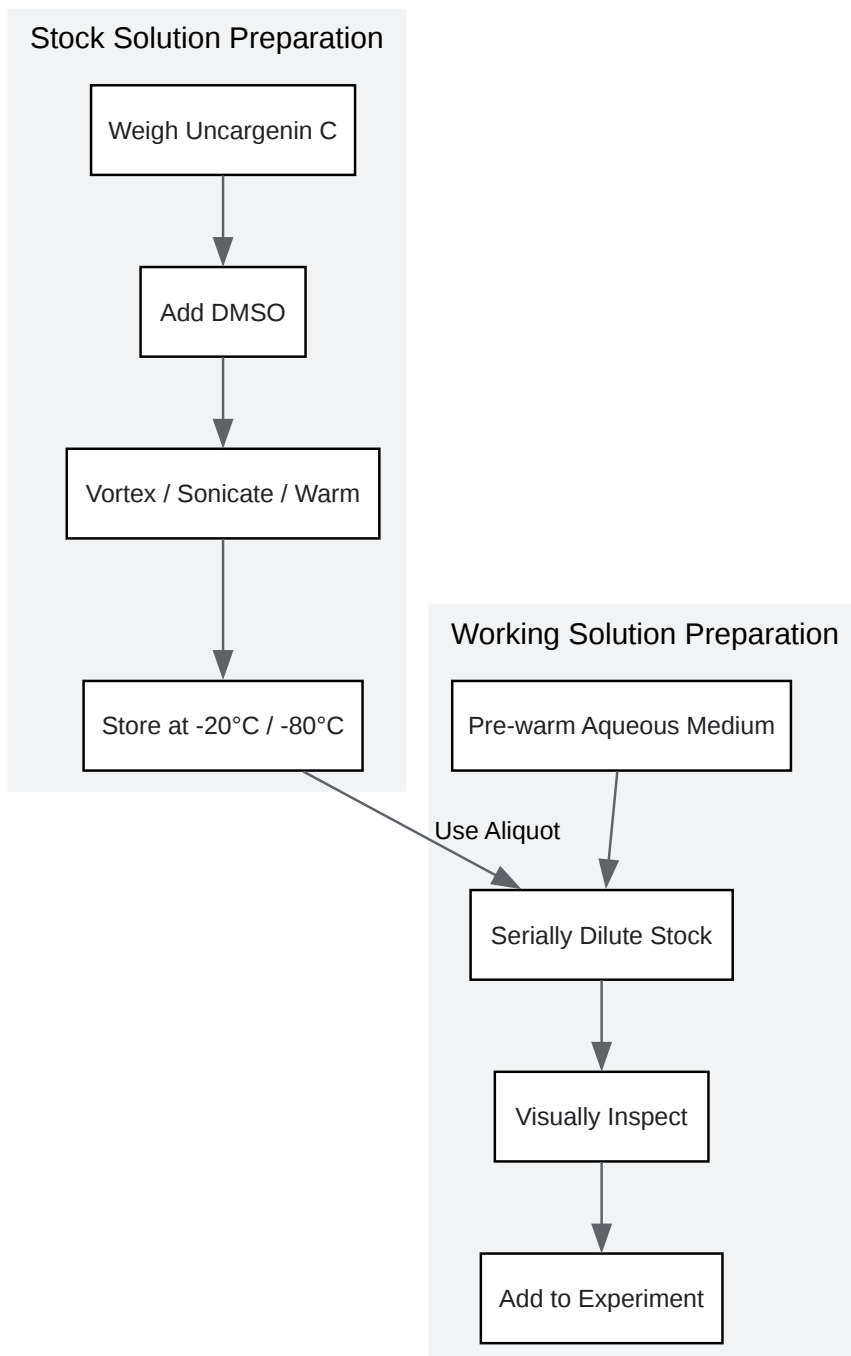 Stock Solution Preparation
Weigh Uncargenin C
Add DMSO
Vortex / Sonicate / Warm
Store at -20°C / -80°C
Working Solution Preparation
Pre-warm Aqueous Medium
Use Aliquot
Serially Dilute Stock
Visually Inspect
Add to Experiment